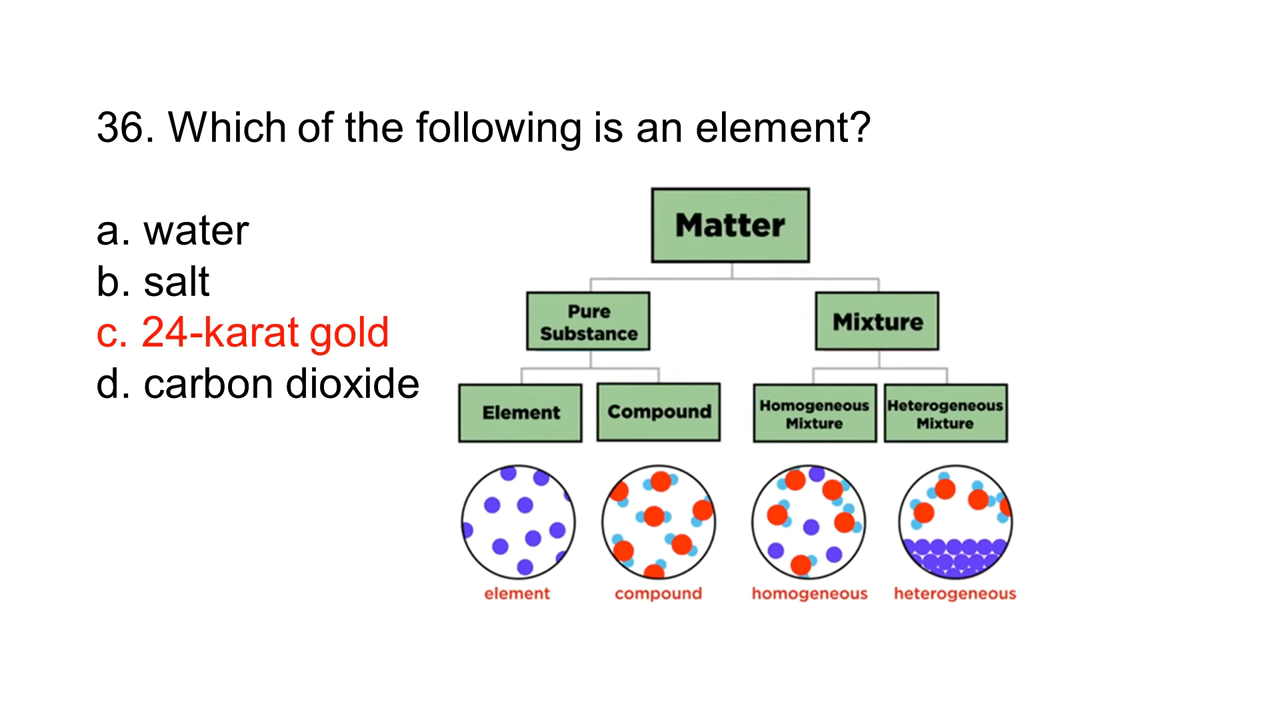 36. Which of the following is an element?
a. water
b. salt
c. 24-karat gold
d. carbon dioxide
Matter
Pure
Substance
Mixture
Element
Compound
Homogeneous
Mixture
Heterogeneous
Mixture
element
compound
homogeneous
heterogeneous